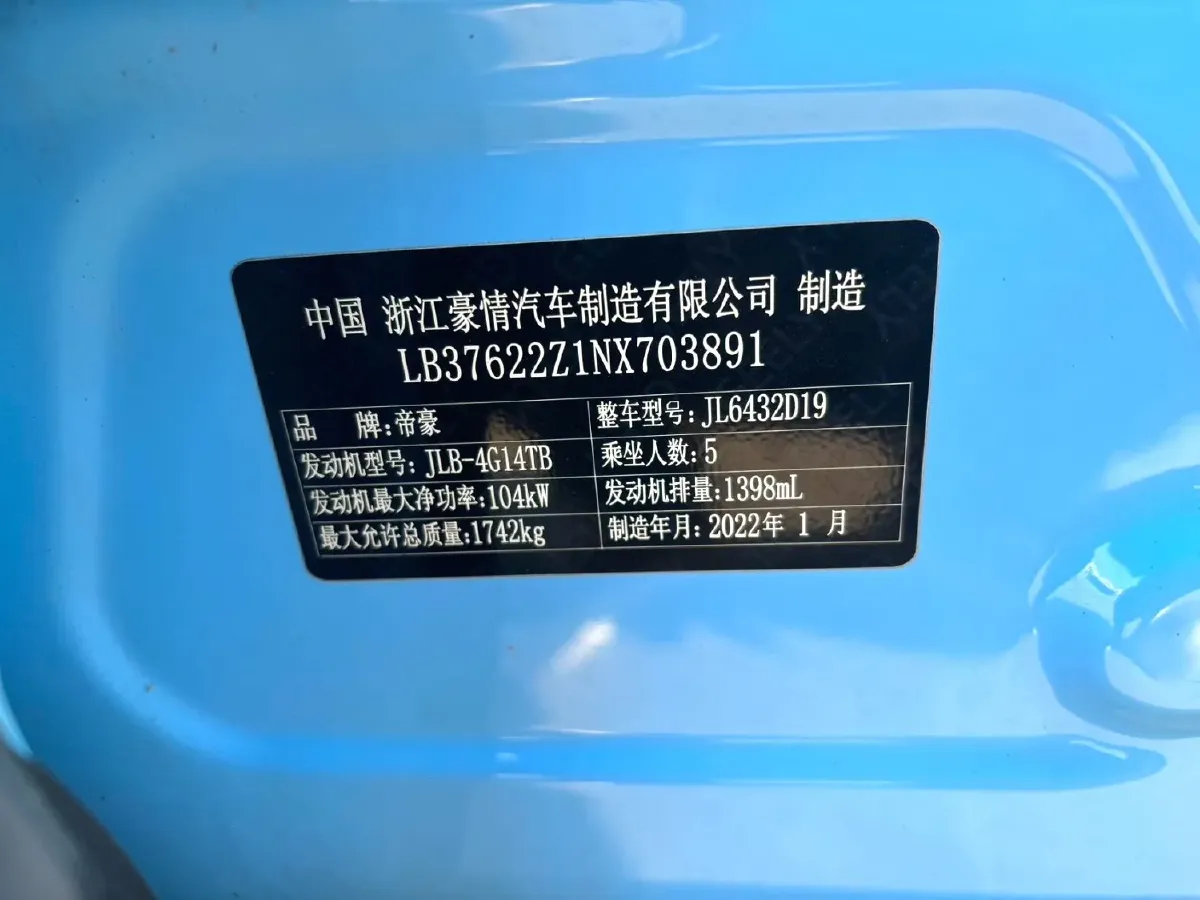 中国 浙江豪情汽车制造有限公司 制造
LB37622Z1NX703891
品 牌:帝豪 整车型号:JL6432D19
发动机型号:JLB-4G14TB 乘坐人数:5
发动机最大净功率:104kW 发动机排量:1398mL
最大允许总质量:1742kg 制造年月:2022年 1 月